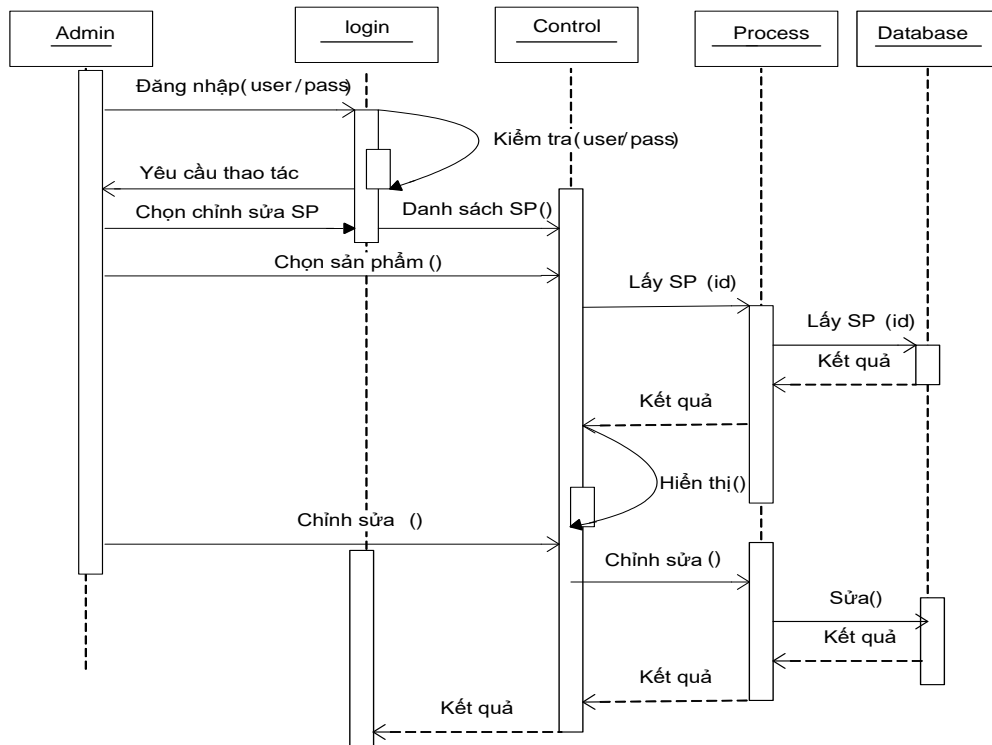 Admin
login
Control
Process
Database
Đăng nhập(user/pass)
Kiểm tra(user/pass)
Yêu cầu thao tác
Chọn chỉnh sửa SP
Danh sách SP()
Chọn sản phẩm ()
Lấy SP (id)
Lấy SP (id)
Kết quả
Kết quả
Hiển thị()
Chỉnh sửa ()
Chỉnh sửa ()
Sửa()
Kết quả
Kết quả
Kết quả